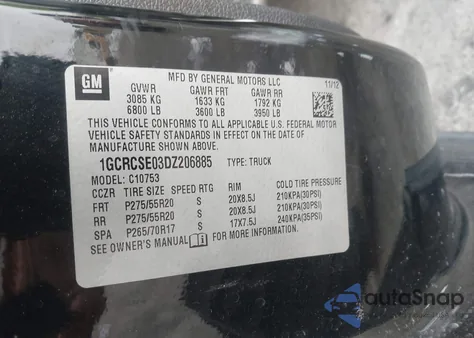 GM
MFD BY GENERAL MOTORS LLC
11/12
GVWR GAWR FRT GAWR RR
3085 KG 1633 KG 1792 KG
6800 LB 3600 LB 3950 LB
THIS VEHICLE CONFORMS TO ALL APPLICABLE U.S. FEDERAL MOTOR
VEHICLE SAFETY STANDARDS IN EFFECT ON THE DATE OF
MANUFACTURE SHOWN ABOVE.
1GCRCSE03DZ206885 TYPE: TRUCK
MODEL: C10753
CCZR TIRE SIZE SPEED RTG RIM COLD TIRE PRESSURE
FRT P275/55R20 S 20X8.5J 210KPA(30PSI)
RR P275/55R20 S 20X8.5J 210KPA(30PSI)
SPA P265/70R17 S 17X7.5J 240KPA(35PSI)
SEE OWNER'S MANUAL FOR MORE INFORMATION.
autoSnap